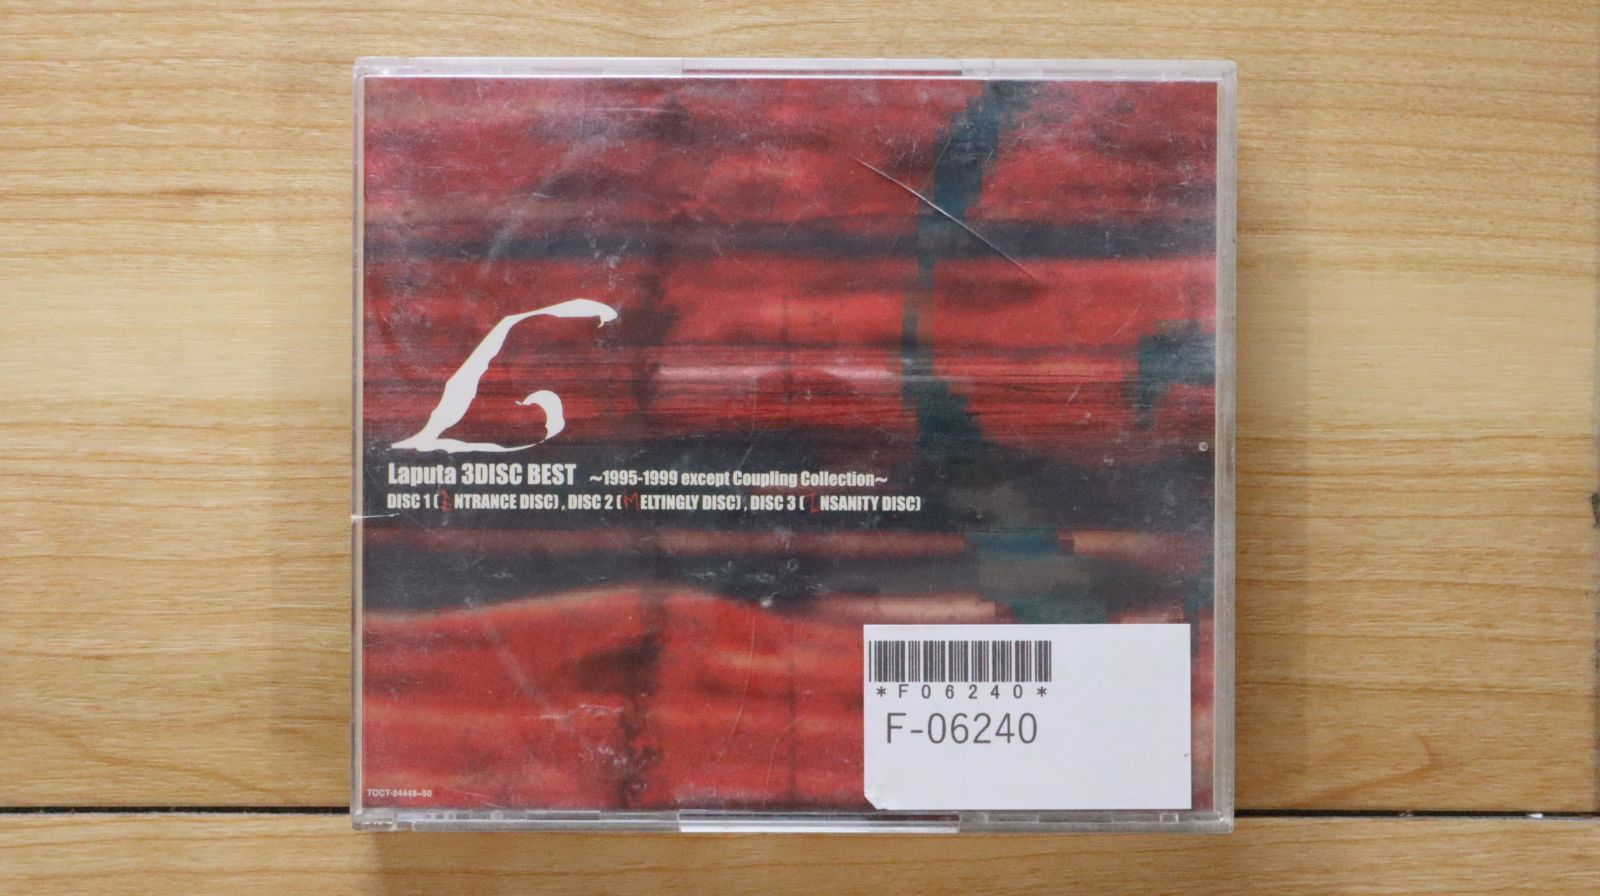 L
Laputa 3DISC BEST ~1995-1999 except Coupling Collection~
DISC 1 (ENTRANCE DISC) , DISC 2 (MELTINGLY DISC) , DISC 3 (INSANITY DISC)
*F06240*
F-06240
TOCT-24448~50